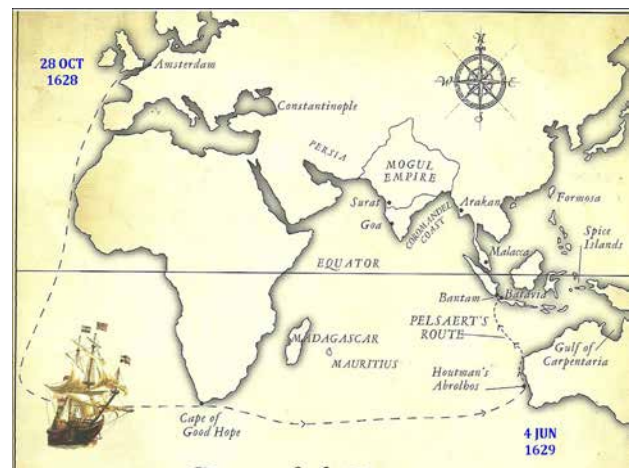 28 OCT
1628
Amsterdam
Constantinople
N
W
E
S
PERSIA
MOGUL
EMPIRE
Surat
Goa
COROMANDEL
COAST
Arakan
Formosa
Spice
Islands
Malacca
EQUATOR
Bantam
Batavia
PELSAERT'S
ROUTE
MADAGASCAR
MAURITIUS
Gulf of
Carpentaria
Houtman's
Abrolhos
Cape of
Good Hope
4 JUN
1629